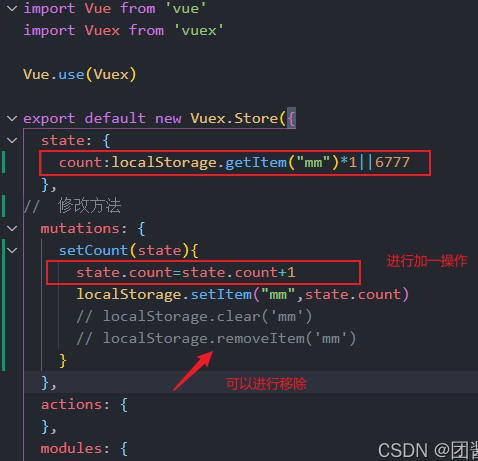 import Vue from 'vue'
import Vuex from 'vuex'
Vue.use(Vuex)
export default new Vuex.Store({
state: {
count:localStorage.getItem("mm")*1||6777
},
// 修改方法
mutations: {
setCount(state){
进行加一操作
state.count=state.count+1
localStorage.setItem("mm",state.count)
// localStorage.clear('mm')
// localStorage.removeItem('mm')
}
可以进行移除
},
actions: {
},
modules: {
CSDN @团酱